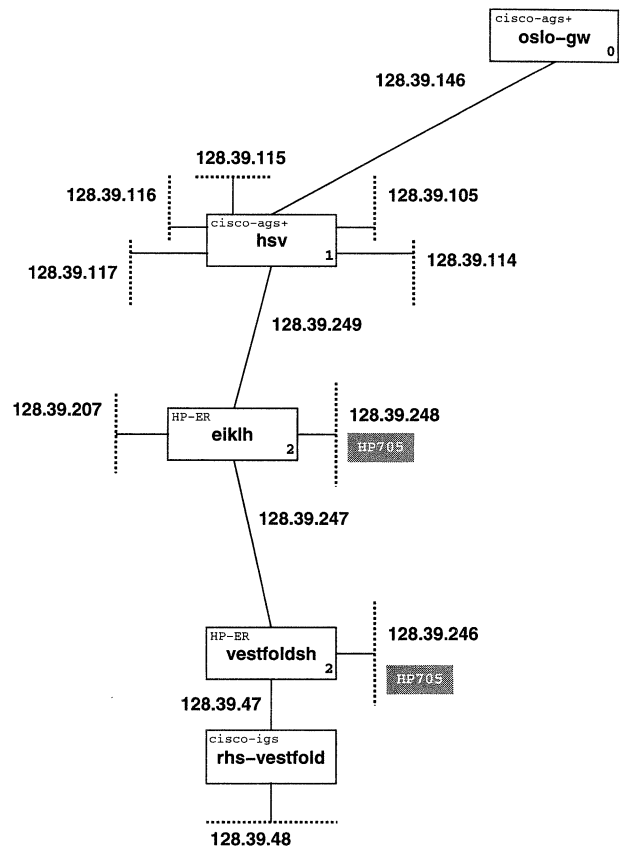 cisco-ags+
oslo-gw
0
128.39.146
128.39.115
128.39.116
128.39.105
cisco-ags+
hsv
1
128.39.117
128.39.114
128.39.249
128.39.207
HP-ER
eiklh
2
128.39.248
HP705
128.39.247
HP-ER
vestfoldsh
2
128.39.246
HP705
128.39.47
cisco-igs
rhs-vestfold
128.39.48